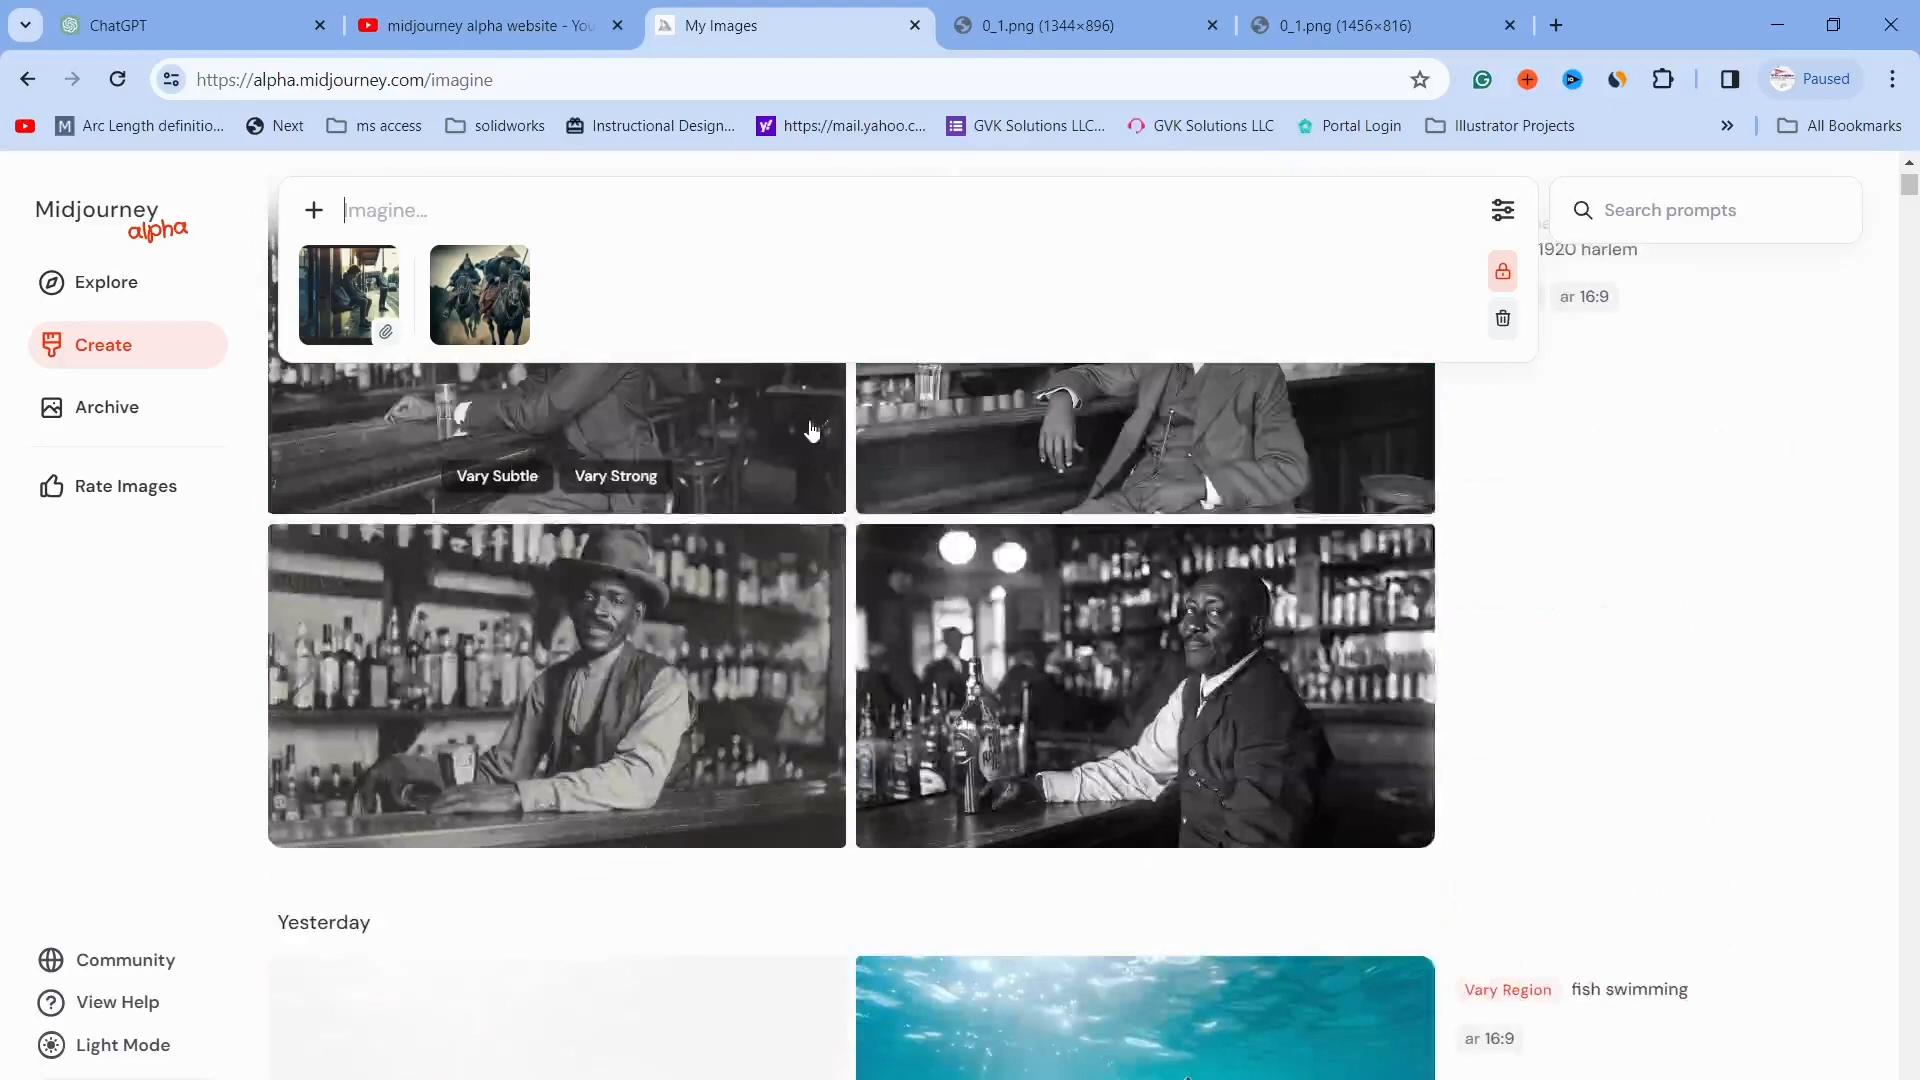 ChatGPT
midjourney alpha website - You
My Images
0_1.png (1344×896)
0_1.png (1456×816)
https://alpha.midjourney.com/imagine
Paused
Arc Length definitio...
Next
ms access
solidworks
Instructional Design...
https://mail.yahoo.c...
GVK Solutions LLC...
GVK Solutions LLC
Portal Login
Illustrator Projects
All Bookmarks
Midjourney
alpha
Imagine...
Search prompts
1920 harlem
ar 16:9
Explore
Create
Archive
Rate Images
Vary Subtle
Vary Strong
Yesterday
Vary Region fish swimming
ar 16:9
Community
View Help
Light Mode